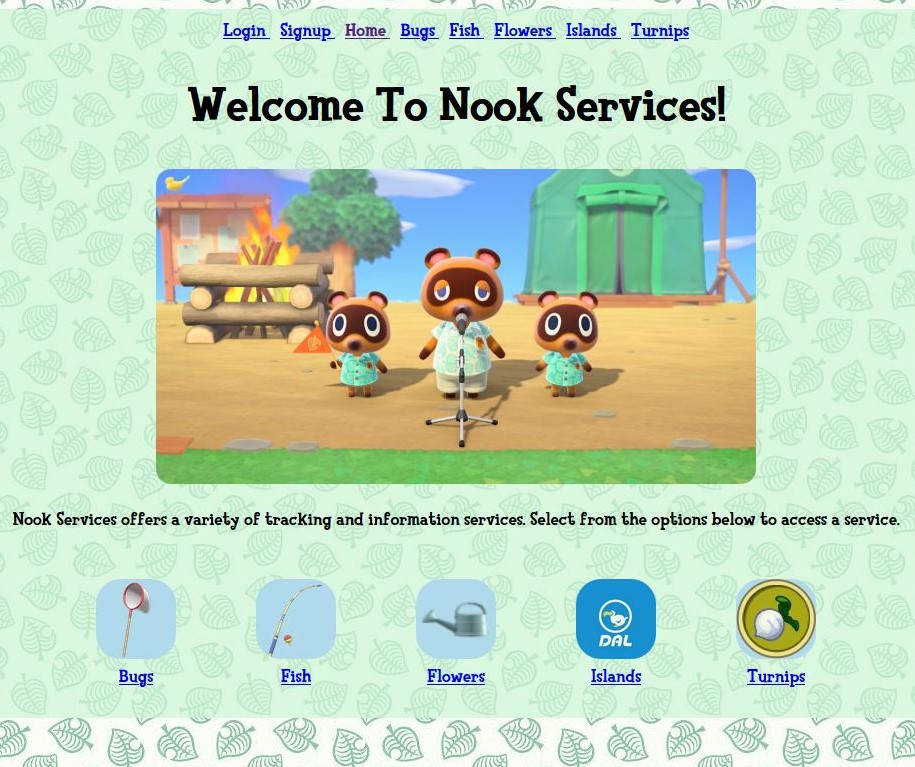 Login Signup Home Bugs Fish Flowers Islands Turnips
Welcome To Nook Services!
Nook Services offers a variety of tracking and information services. Select from the options below to access a service.
DAL
Bugs Fish Flowers Islands Turnips